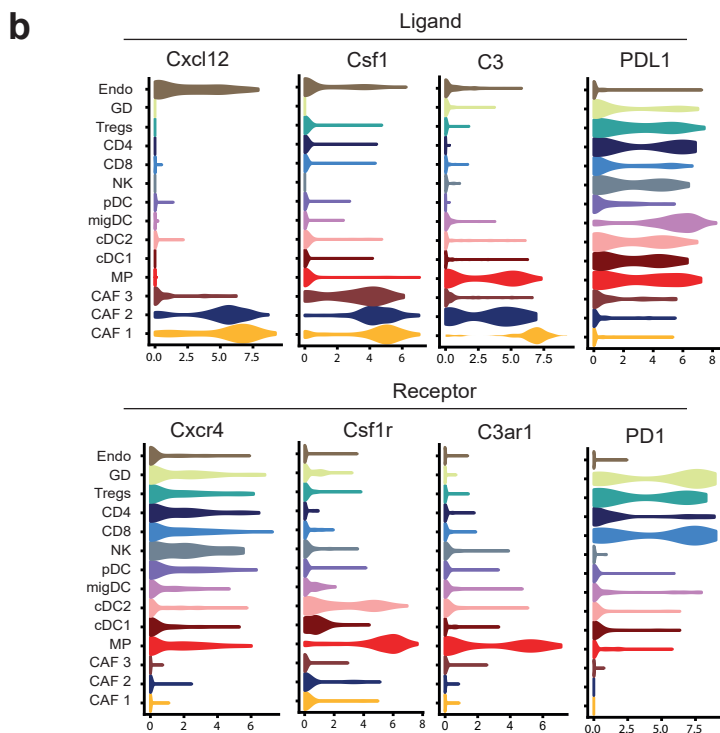 b
Ligand
Cxcl12 Csf1 C3 PDL1
Endo
GD
Tregs
CD4
CD8
NK
pDC
migDC
cDC2
cDC1
MP
CAF 3
CAF 2
CAF 1
0.0 2.5 5.0 7.5 0 2 4 6 0.0 2.5 5.0 7.5 0 2 4 6 8
Receptor
Cxcr4 Csf1r C3ar1 PD1
Endo
GD
Tregs
CD4
CD8
NK
pDC
migDC
cDC2
cDC1
MP
CAF 3
CAF 2
CAF 1
0 2 4 6 0 2 4 6 8 0 2 4 6 0 2.5 5.0 7.5